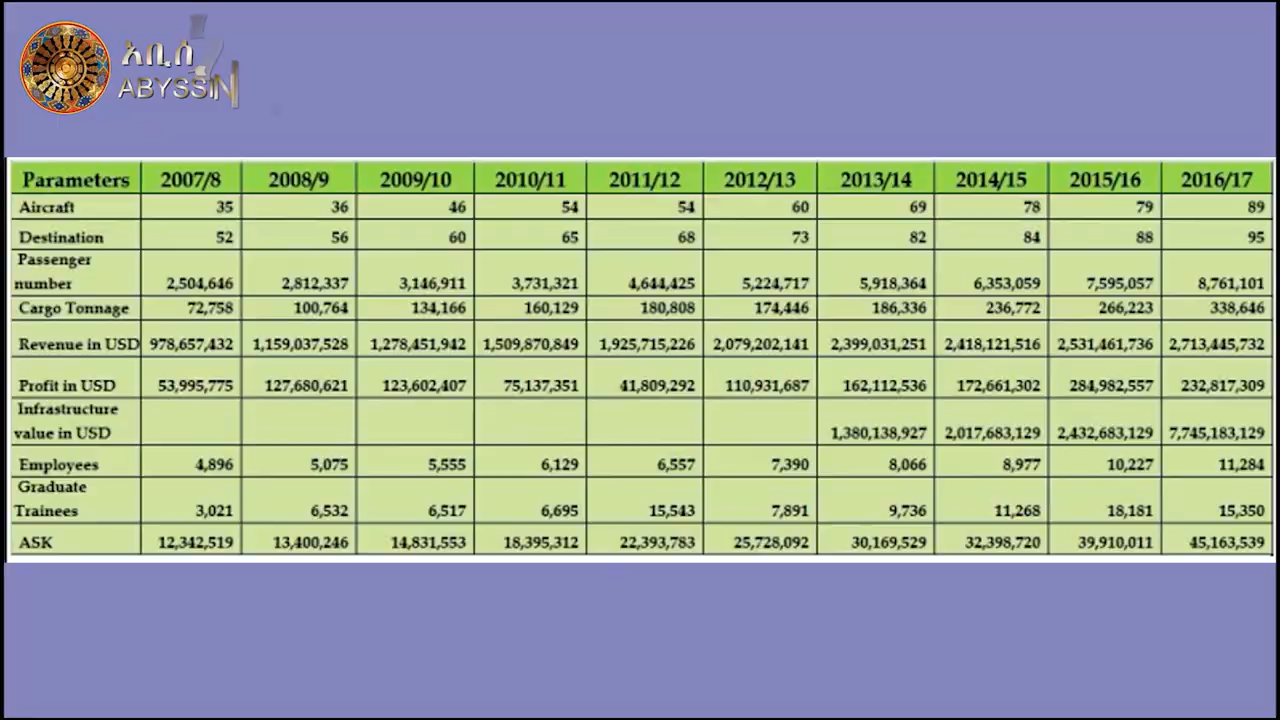 አቢሲ
ABYSSIN
Parameters 2007/8 2008/9 2009/10 2010/11 2011/12 2012/13 2013/14 2014/15 2015/16 2016/17
Aircraft 35 36 46 54 54 60 69 78 79 89
Destination 52 56 60 65 68 73 82 84 88 95
Passenger
number 2,504,646 2,812,337 3,146,911 3,731,321 4,644,425 5,224,717 5,918,364 6,353,059 7,595,057 8,761,101
Cargo Tonnage 72,758 100,764 134,166 160,129 180,808 174,446 186,336 236,772 266,223 338,646
Revenue in USD 978,657,432 1,159,037,528 1,278,451,942 1,509,870,849 1,925,715,226 2,079,202,141 2,399,031,251 2,418,121,516 2,531,461,736 2,713,445,732
Profit in USD 53,995,775 127,680,621 123,602,407 75,137,351 41,809,292 110,931,687 162,112,536 172,661,302 284,982,557 232,817,309
Infrastructure
value in USD 1,380,138,927 2,017,683,129 2,432,683,129 7,745,183,129
Employees 4,896 5,075 5,555 6,129 6,557 7,390 8,066 8,977 10,227 11,284
Graduate
Trainees 3,021 6,532 6,517 6,695 15,543 7,891 9,736 11,268 18,181 15,350
ASK 12,342,519 13,400,246 14,831,553 18,395,312 22,393,783 25,728,092 30,169,529 32,398,720 39,910,011 45,163,539